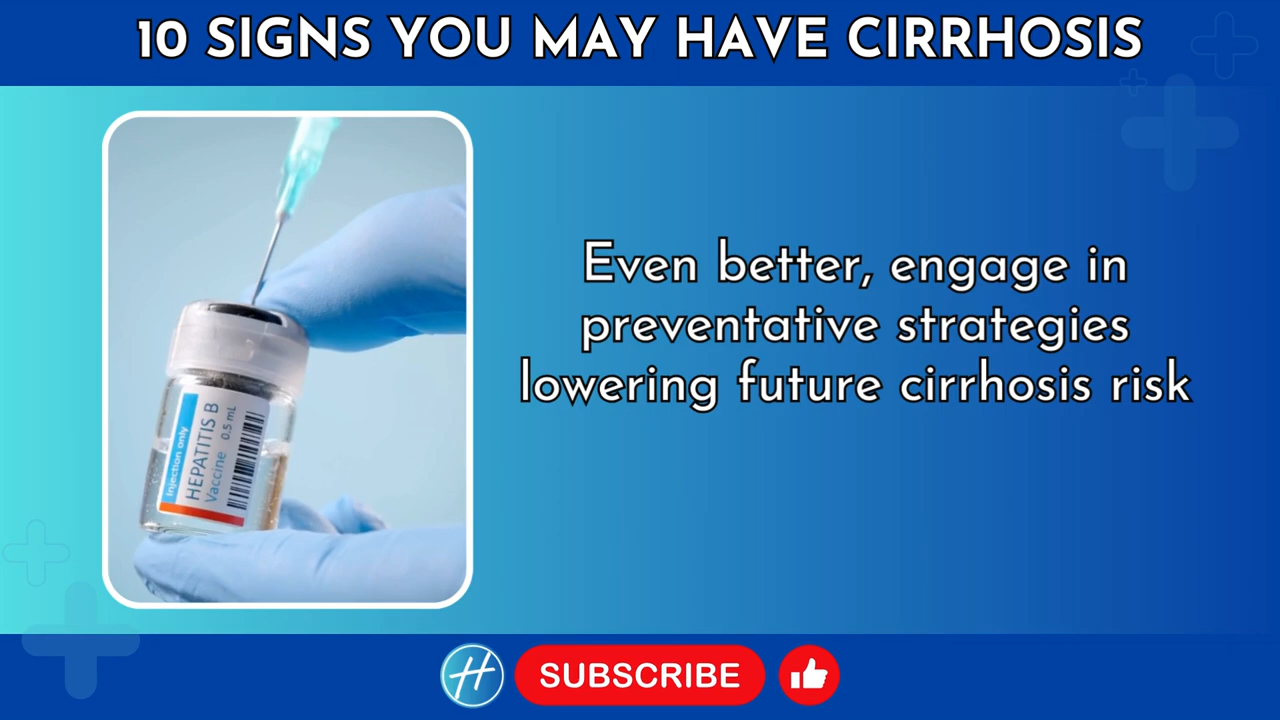 10 SIGNS YOU MAY HAVE CIRRHOSIS
Even better, engage in
preventative strategies
lowering future cirrhosis risk
Injection only
HEPATITIS B
Vaccine 0.5 mL
H
SUBSCRIBE